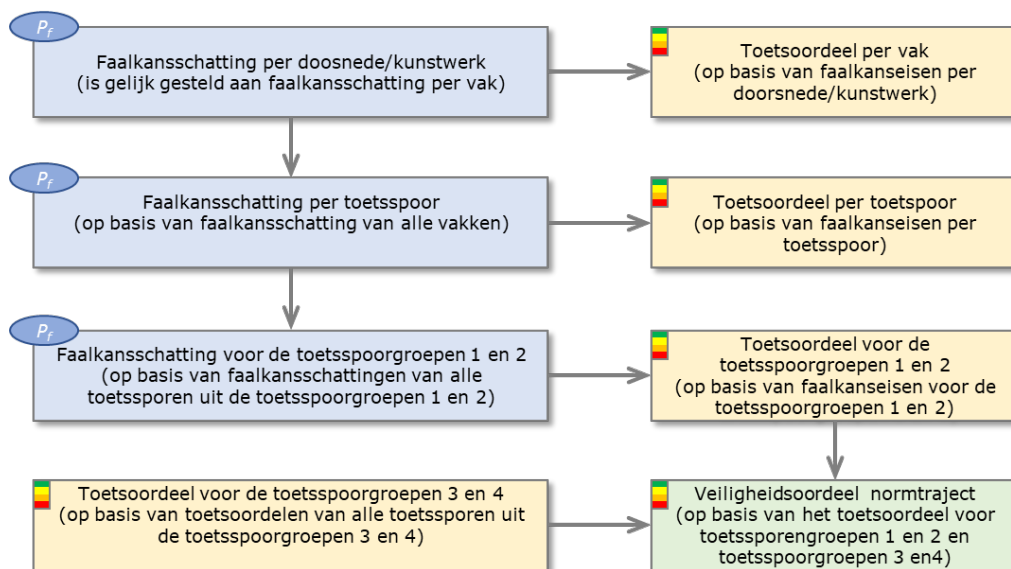 P_f
Faalkansschatting per doosnede/kunstwerk
(is gelijk gesteld aan faalkansschatting per vak)
Toetsoordeel per vak
(op basis van faalkanseisen per
doorsnede/kunstwerk)
P_f
Faalkansschatting per toetsspoor
(op basis van faalkansschatting van alle vakken)
Toetsoordeel per toetspoor
(op basis van faalkanseisen per
toetsspoor)
P_f
Faalkansschatting voor de toetsspoorgroepen 1 en 2
(op basis van faalkansschattingen van alle
toetssporen uit de toetsspoorgroepen 1 en 2)
Toetsoordeel voor de
toetsspoorgroepen 1 en 2
(op basis van faalkanseisen voor de
toetsspoorgroepen 1 en 2)
Toetsoordeel voor de toetsspoorgroepen 3 en 4
(op basis van toetsoordelen van alle toetssporen uit
de toetsspoorgroepen 3 en 4)
Veiligheidsoordeel normtraject
(op basis van het toetsoordeel voor
toetssporengroepen 1 en 2 en
toetsspoorgroepen 3 en4)